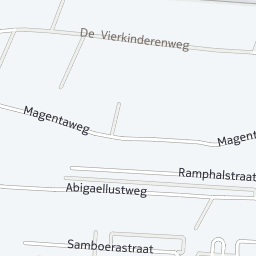 De Vierkinderenweg
Magentaweg
Magent
Ramphalstraat
Abigaellustweg
Samboerastraat